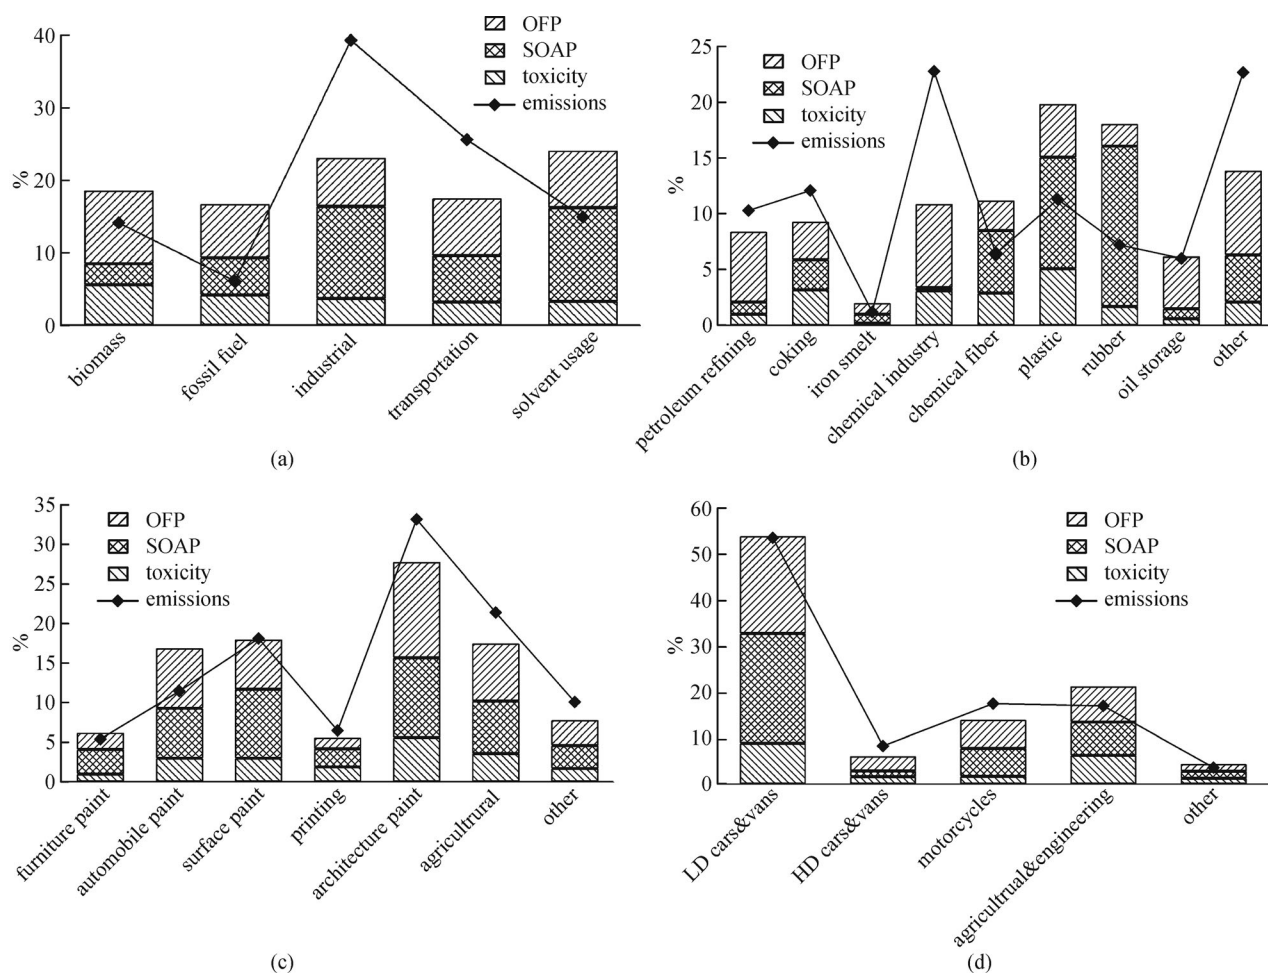 40
30
20
10
0
%
OFP
SOAP
toxicity
emissions
biomass
fossil fuel
industrial
transportation
solvent usage
(a)
25
20
15
10
5
0
%
OFP
SOAP
toxicity
emissions
petroleum refining
coking
iron smelt
chemical industry
chemical fiber
plastic
rubber
oil storage
other
(b)
35
30
25
20
15
10
5
0
%
OFP
SOAP
toxicity
emissions
furniture paint
automobile paint
surface paint
printing
architecture paint
agricultrural
other
(c)
60
50
40
30
20
10
0
%
OFP
SOAP
toxicity
emissions
LD cars&vans
HD cars&vans
motorcycles
agricultrual&engineering
other
(d)